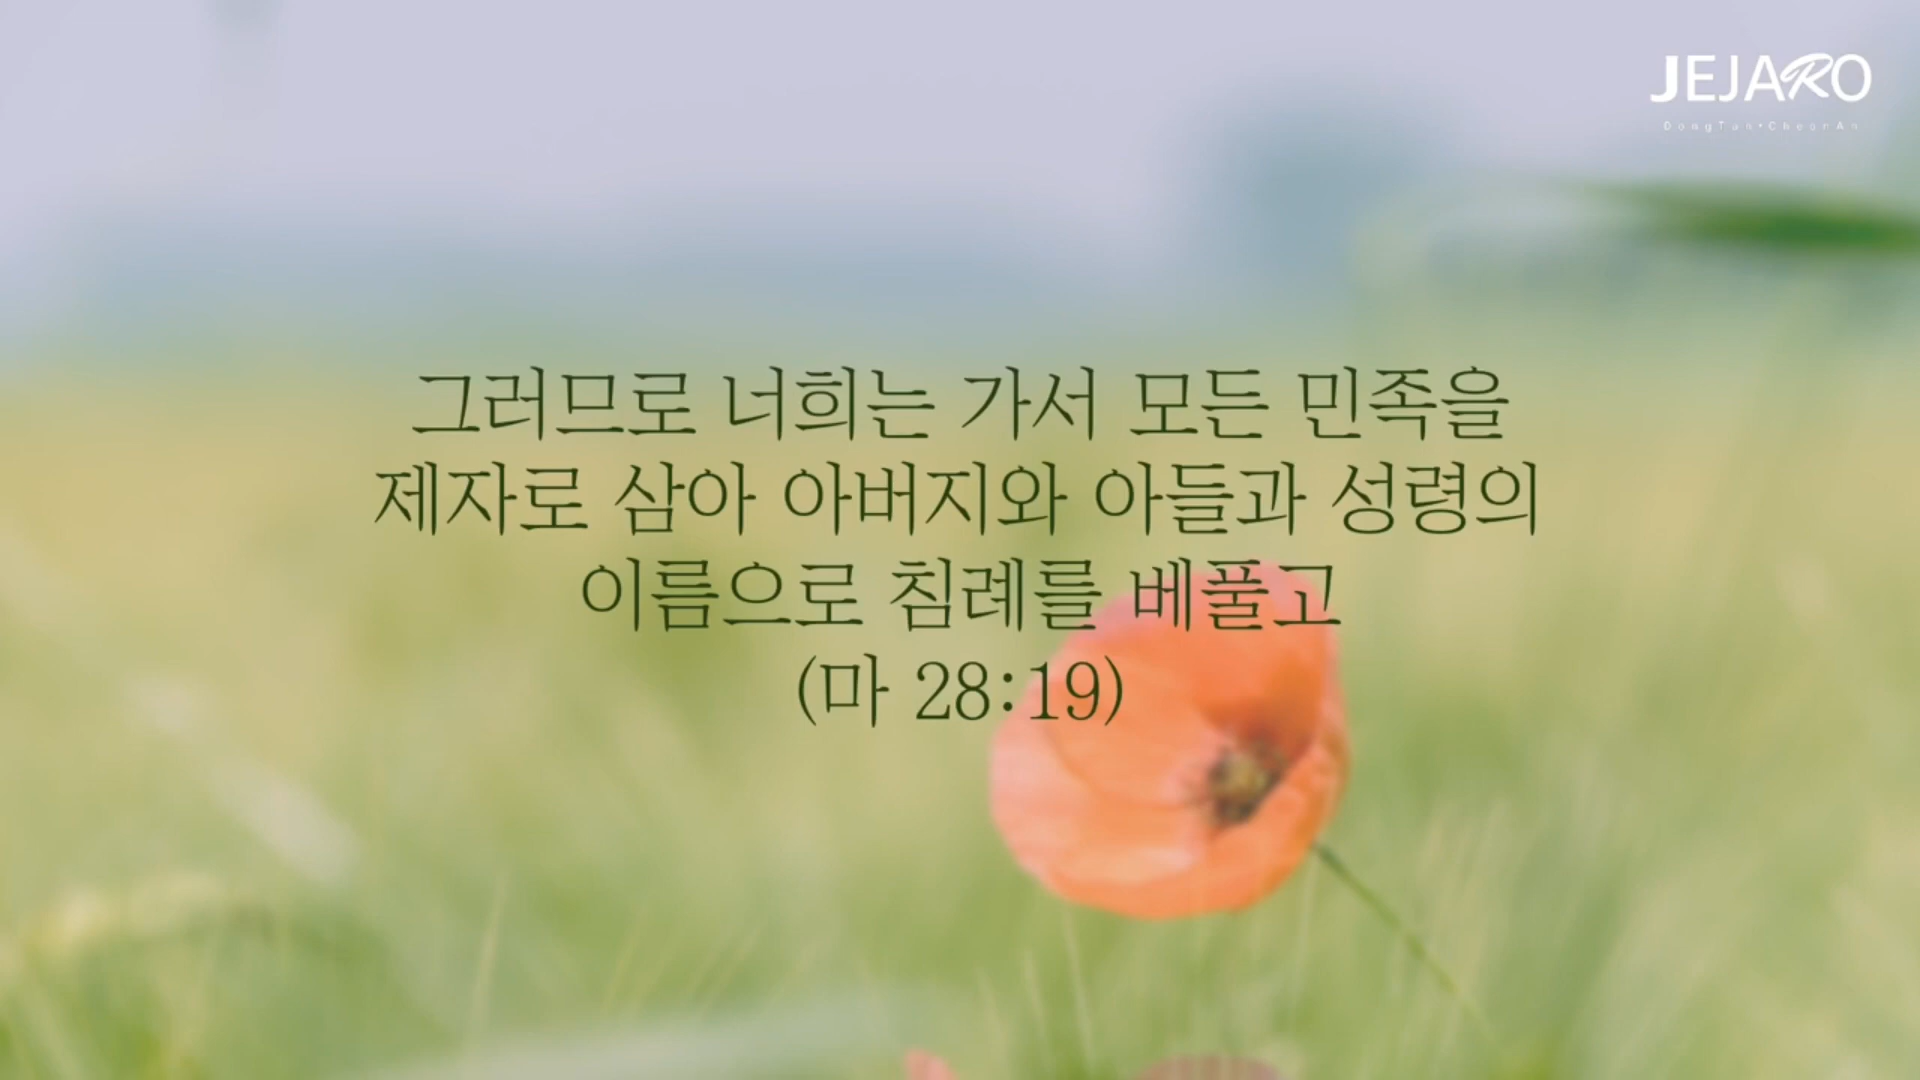 JEJARO
DongTan•CheonAn
그러므로 너희는 가서 모든 민족을
제자로 삼아 아버지와 아들과 성령의
이름으로 침례를 베풀고
(마 28:19)